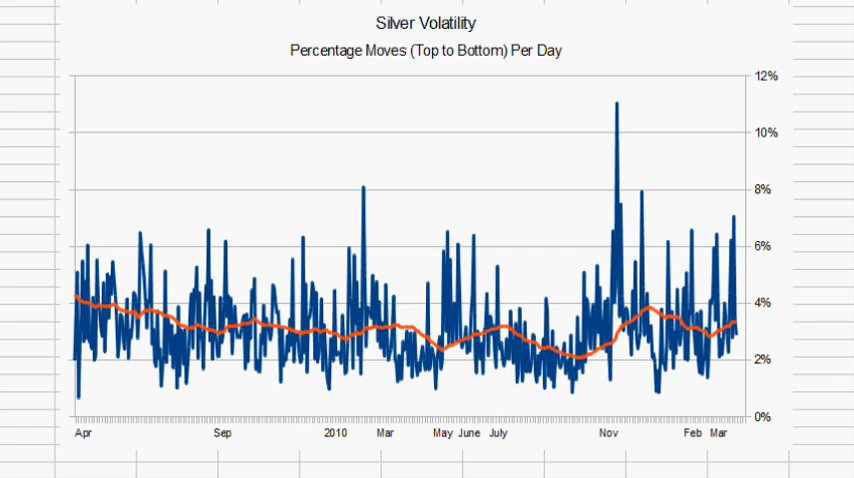 Silver Volatility
Percentage Moves (Top to Bottom) Per Day
12%
10%
8%
6%
4%
2%
0%
Apr Sep 2010 Mar May June July Nov Feb Mar